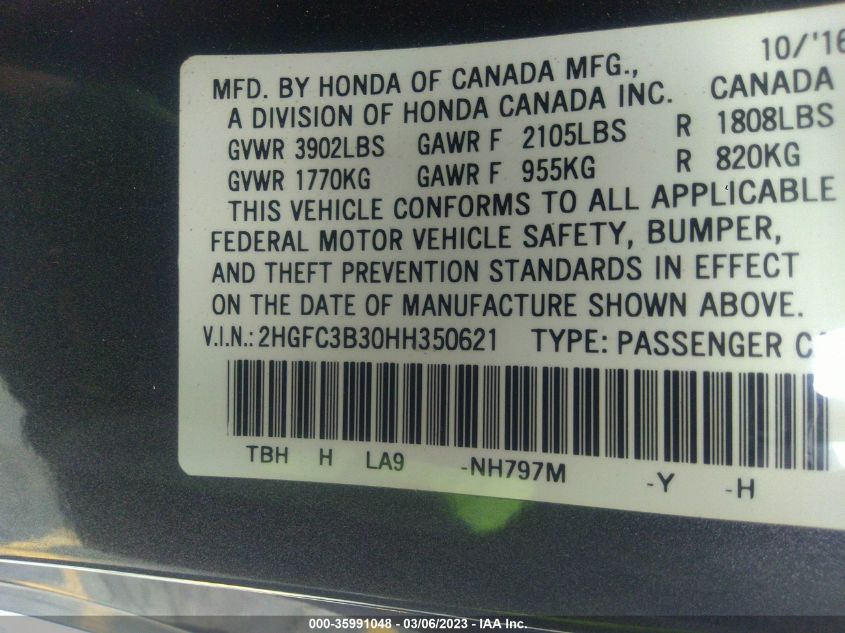 10/'16
MFD. BY HONDA OF CANADA MFG.,
A DIVISION OF HONDA CANADA INC. CANADA
GVWR 3902LBS GAWR F 2105LBS R 1808LBS
GVWR 1770KG GAWR F 955KG R 820KG
THIS VEHICLE CONFORMS TO ALL APPLICABLE
FEDERAL MOTOR VEHICLE SAFETY, BUMPER,
AND THEFT PREVENTION STANDARDS IN EFFECT
ON THE DATE OF MANUFACTURE SHOWN ABOVE.
V.I.N.: 2HGFC3B30HH350621 TYPE: PASSENGER
TBH H LA9 -NH797M -Y -H
000-35991048 - 03/06/2023 - IAA Inc.